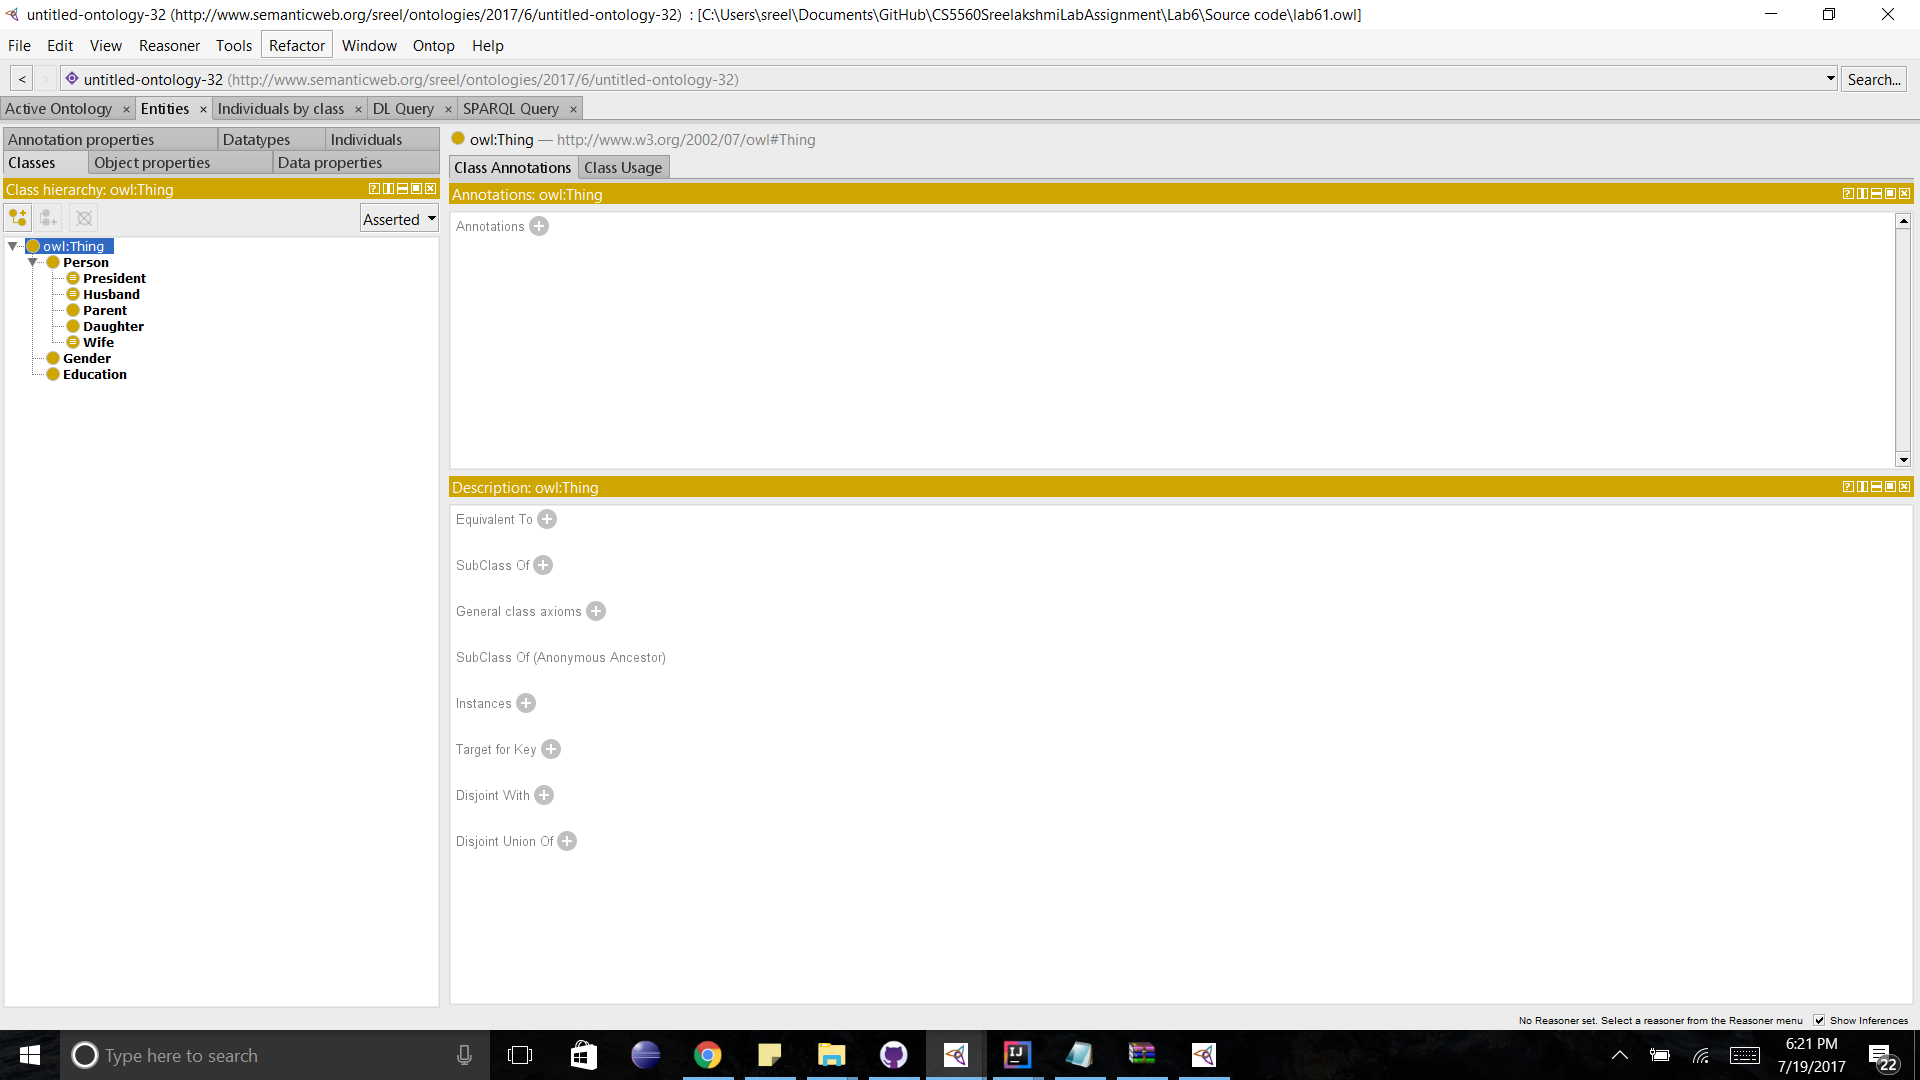 untitled-ontology-32 (http://www.semanticweb.org/sreel/ontologies/2017/6/untitled-ontology-32) : [C:\Users\sreel\Documents\GitHub\CS5560SreelakshmiLabAssignment\Lab6\Source code\lab61.owl]
File Edit View Reasoner Tools Refactor Window Ontop Help
< > untitled-ontology-32 (http://www.semanticweb.org/sreel/ontologies/2017/6/untitled-ontology-32) Search...
Active Ontology × Entities × Individuals by class × DL Query × SPARQL Query ×
Annotation properties Datatypes Individuals
Classes Object properties Data properties
Class hierarchy: owl:Thing
Asserted
owl:Thing
Person
President
Husband
Parent
Daughter
Wife
Gender
Education
owl:Thing — http://www.w3.org/2002/07/owl#Thing
Class Annotations Class Usage
Annotations: owl:Thing
Annotations
Description: owl:Thing
Equivalent To
SubClass Of
General class axioms
SubClass Of (Anonymous Ancestor)
Instances
Target for Key
Disjoint With
Disjoint Union Of
No Reasoner set. Select a reasoner from the Reasoner menu Show Inferences
Type here to search
IJ
6:21 PM
7/19/2017
22